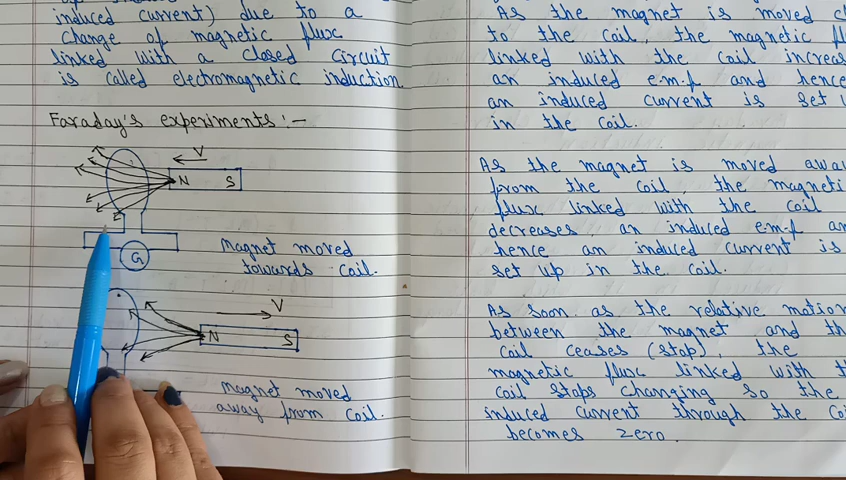 induced current) due to a
change of magnetic flux
linked with a closed circuit
is called electromagnetic induction
Faraday's experiments :-
V
N S
G
magnet moved
towards coil.
V
N S
magnet moved
away from coil.
As the magnet is moved
to the coil, the magnetic
linked with the coil
an induced e.m.f and hence
an induced current is set
in the coil.
As the magnet is moved
from the coil, the
flux linked with the coil
decreases, an induced e.m.f
hence an induced current is
set up in the coil.
As soon as the relative motion
between the magnet and
coil ceases (stop), the
magnetic flux linked with
coil stops changing so the
induced current through the
becomes zero.